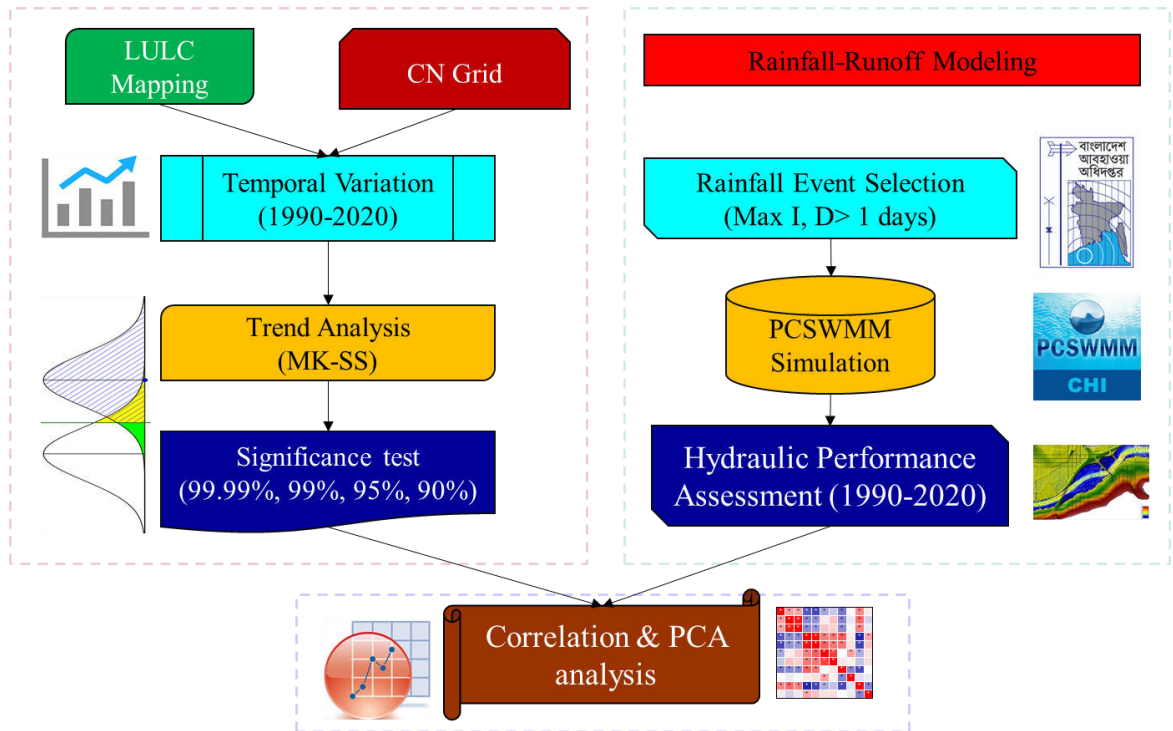 LULC
Mapping
CN Grid
Temporal Variation
(1990-2020)
Trend Analysis
(MK-SS)
Significance test
(99.99%, 99%, 95%, 90%)
Rainfall-Runoff Modeling
Rainfall Event Selection
(Max I, D> 1 days)
বাংলাদেশ
আবহাওয়া
অধিদপ্তর
PCSWMM
Simulation
PCSWMM
CHI
Hydraulic Performance
Assessment (1990-2020)
Correlation & PCA
analysis